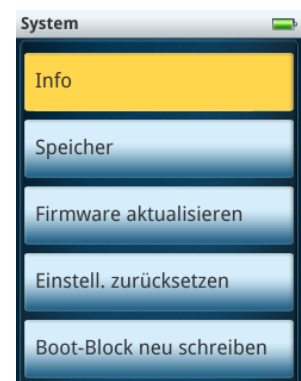 System
Info
Speicher
Firmware aktualisieren
Einstell. zurücksetzen
Boot-Block neu schreiben